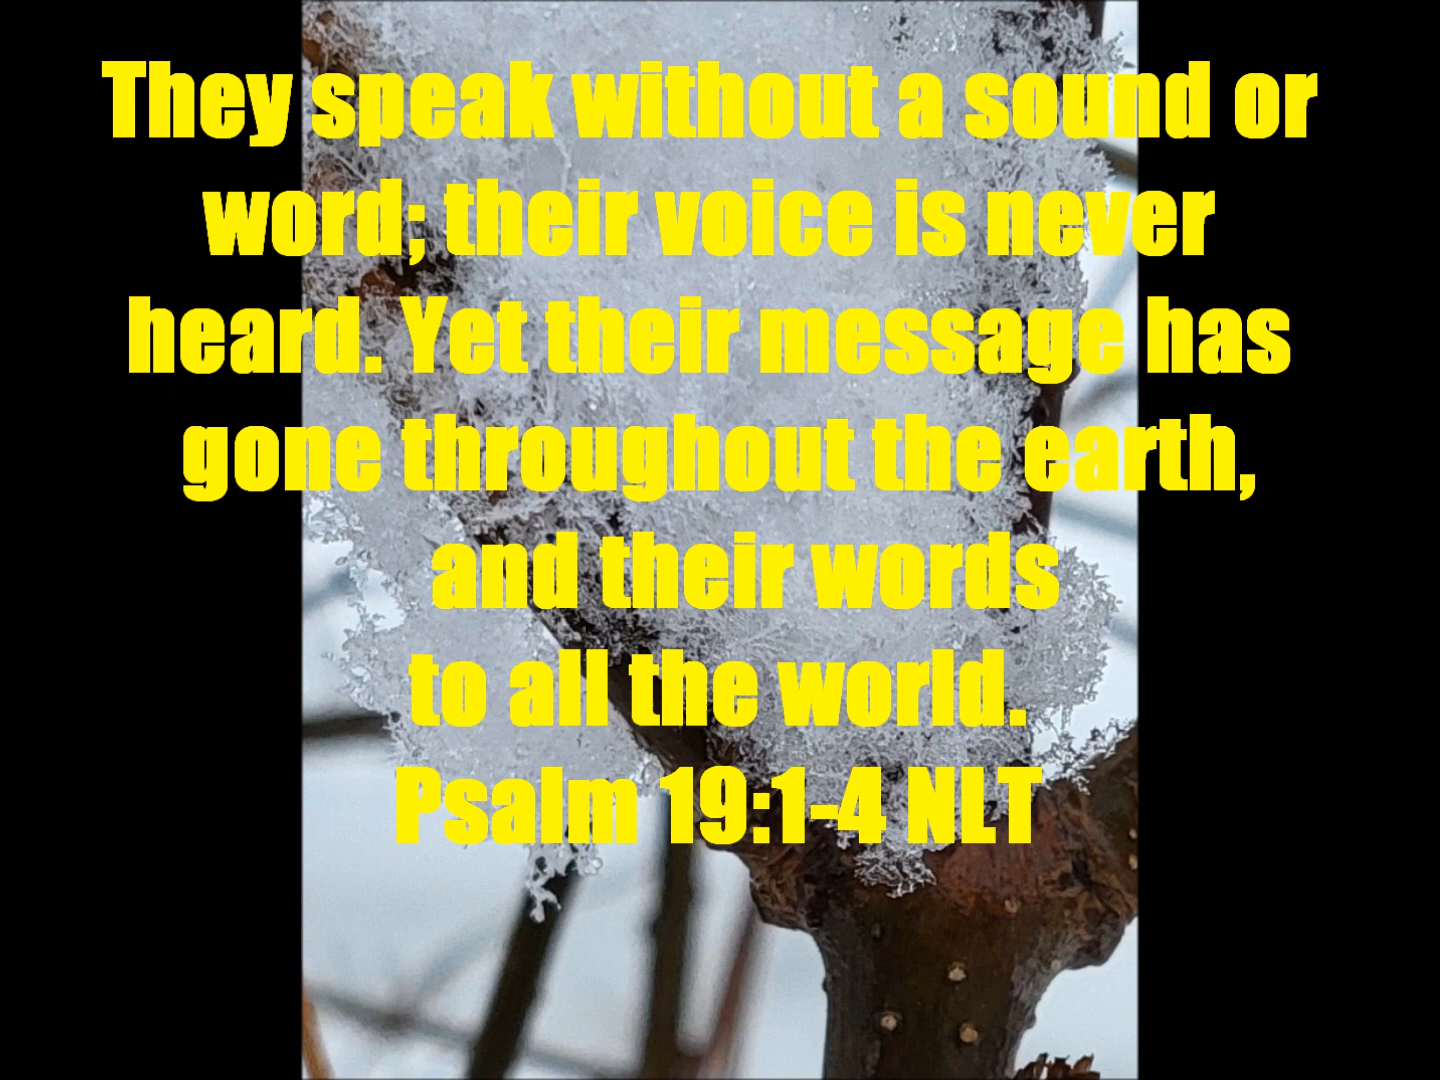 They speak without a sound or
word; their voice is never
heard. Yet their message has
gone throughout the earth,
and their words
to all the world.
Psalm 19:1-4 NLT